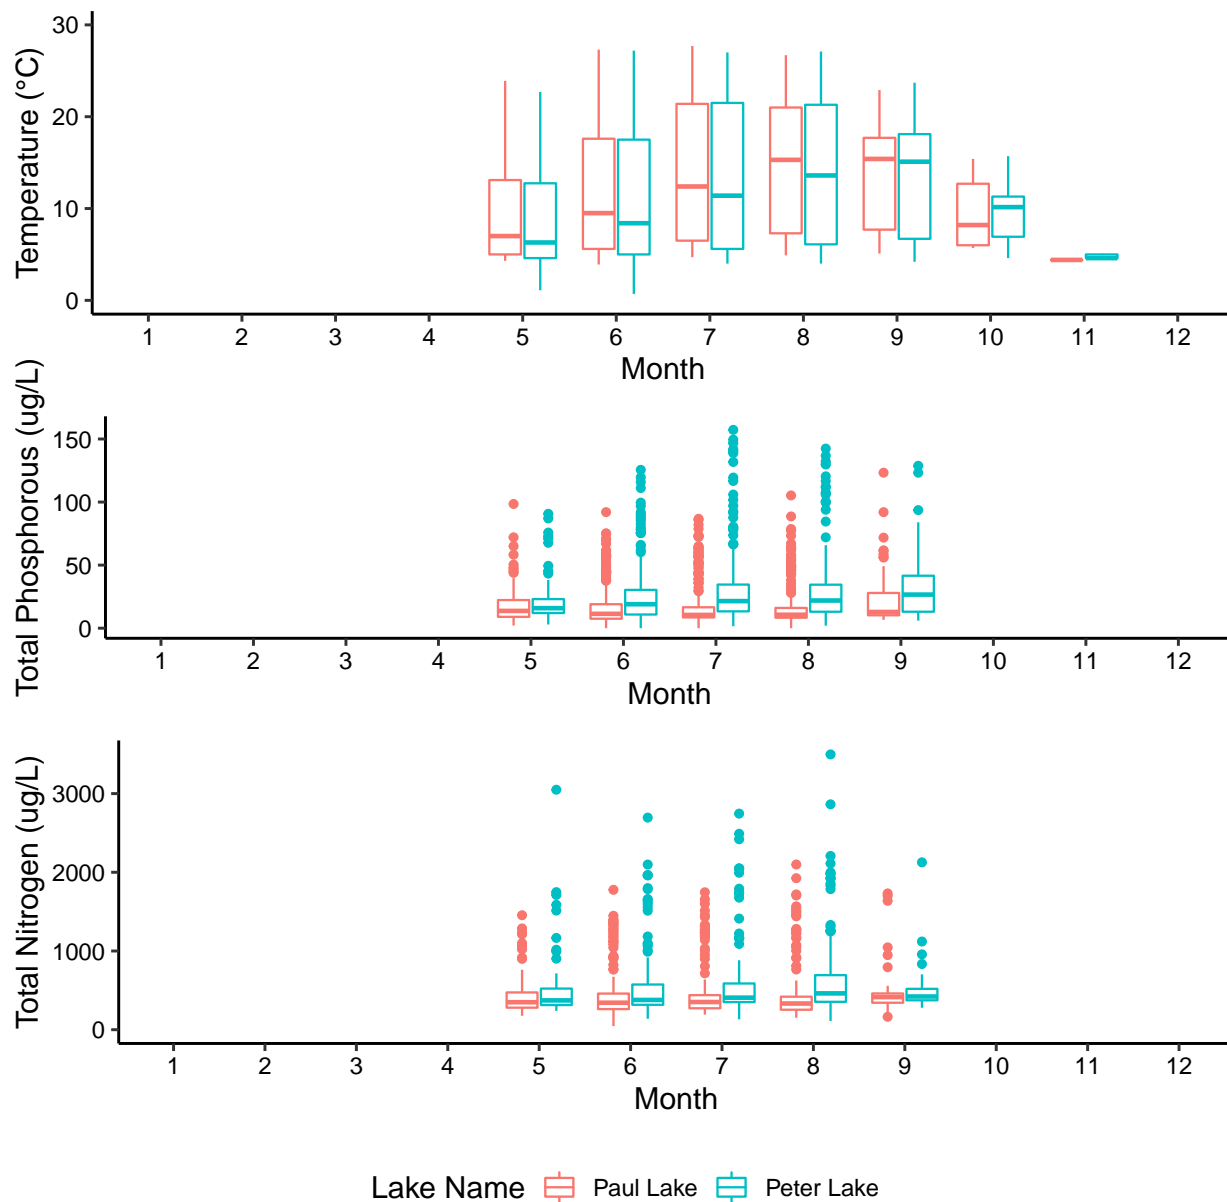 Temperature (°C)
30
20
10
0
1 2 3 4 5 6 7 8 9 10 11 12
Month
Total Phosphorous (ug/L)
150
100
50
0
1 2 3 4 5 6 7 8 9 10 11 12
Month
Total Nitrogen (ug/L)
3000
2000
1000
0
1 2 3 4 5 6 7 8 9 10 11 12
Month
Lake Name Paul Lake Peter Lake